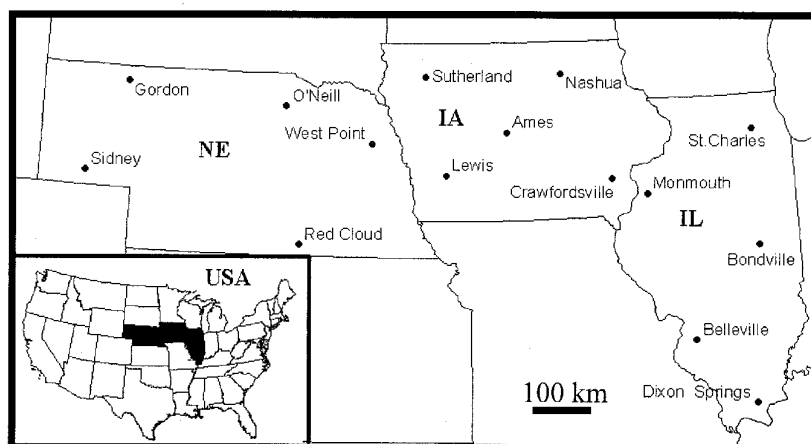 Gordon
O'Neill
West Point
NE
Sidney
Red Cloud
Sutherland
Nashua
IA
Ames
Lewis
Crawfordsville
St.Charles
Monmouth
IL
Bondville
Belleville
Dixon Springs
USA
100 km